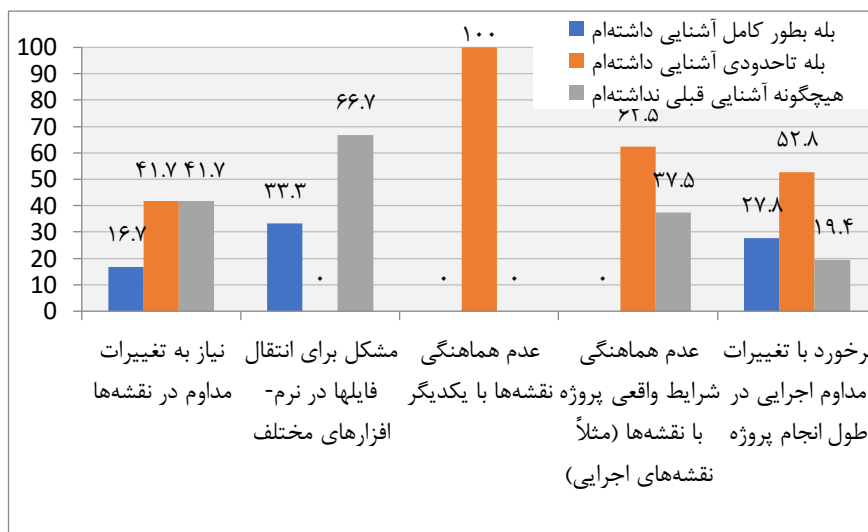 بله بطور کامل آشنایی داشته‌ام
بله تاحدودی آشنایی داشته‌ام
هیچگونه آشنایی قبلی نداشته‌ام
100
90
80
70
60
50
40
30
20
10
0
۱۶.۷
۴۱.۷
۴۱.۷
۳۳.۳
۰
۶۶.۷
۰
۱۰۰
۰
۰
۶۲.۵
۳۷.۵
۲۷.۸
۵۲.۸
۱۹.۴
نیاز به تغییرات
مداوم در نقشه‌ها
مشکل برای انتقال
فایلها در نرم-
افزارهای مختلف
عدم هماهنگی
نقشه‌ها با یکدیگر
عدم هماهنگی
شرایط واقعی پروژه
با نقشه‌ها (مثلاً
نقشه‌های اجرایی)
برخورد با تغییرات
مداوم اجرایی در
طول انجام پروژه